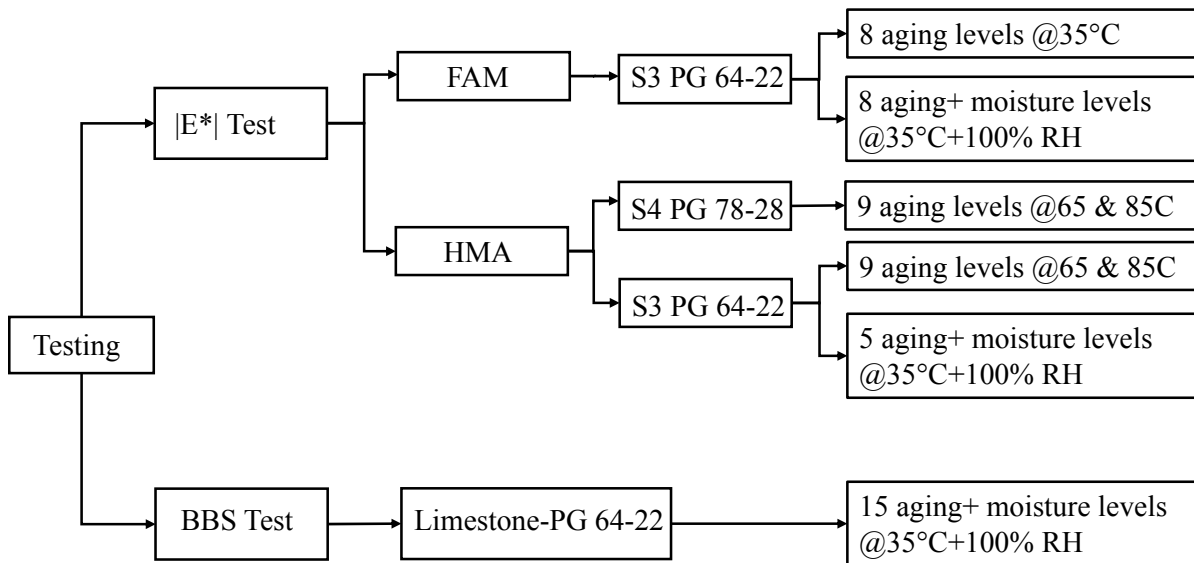 Testing
|E*| Test
FAM
S3 PG 64-22
8 aging levels @35°C
8 aging+ moisture levels
@35°C+100% RH
HMA
S4 PG 78-28
9 aging levels @65 & 85C
S3 PG 64-22
9 aging levels @65 & 85C
5 aging+ moisture levels
@35°C+100% RH
BBS Test
Limestone-PG 64-22
15 aging+ moisture levels
@35°C+100% RH